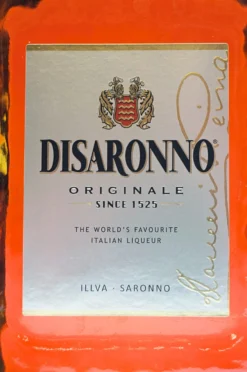 DISARONNO
ORIGINALE
SINCE 1525
THE WORLD'S FAVOURITE
ITALIAN LIQUEUR
ILLVA - SARONNO